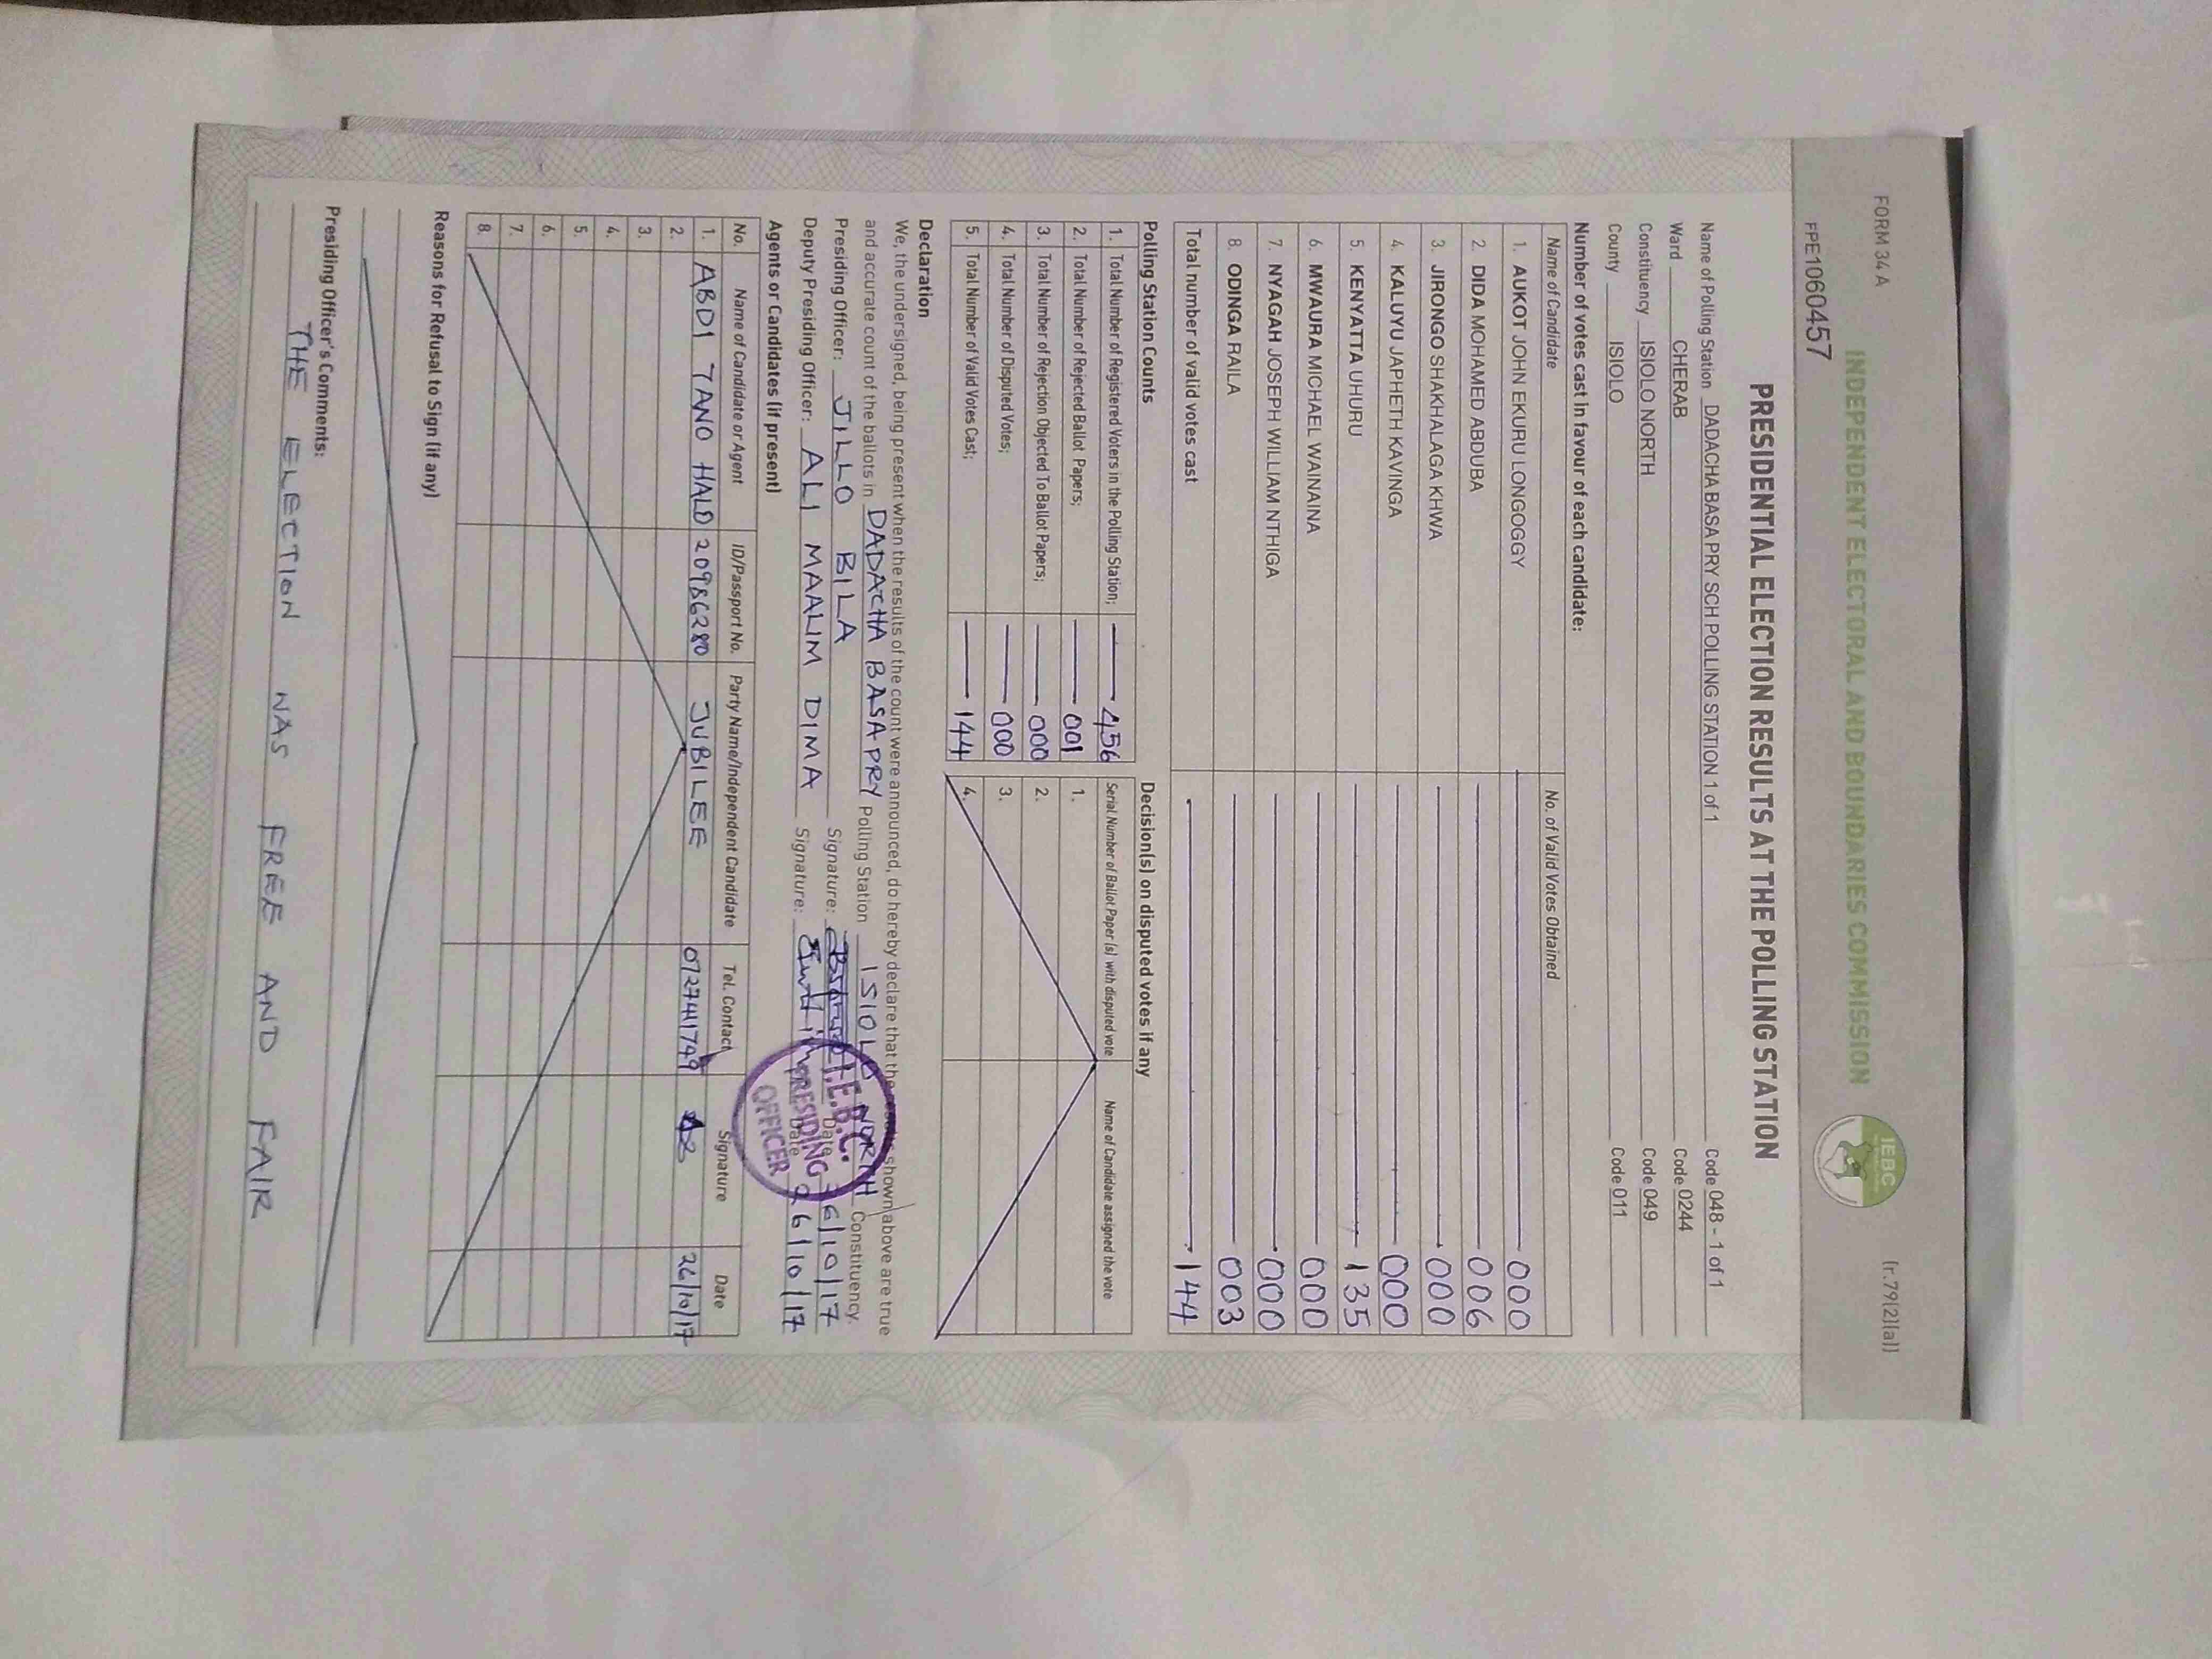 FORM 34 A
(r.79(2)(a))
INDEPENDENT ELECTORAL AND BOUNDARIES COMMISSION
IEBC
FPE1060457
PRESIDENTIAL ELECTION RESULTS AT THE POLLING STATION
Name of Polling Station DADACHA BASA PRY SCH POLLING STATION 1 of 1 Code 048 - 1 of 1
Ward CHERAB Code 0244
Constituency ISIOLO NORTH Code 049
County ISIOLO Code 011
Number of votes cast in favour of each candidate:
Name of Candidate No. of Valid Votes Obtained
1. AUKOT JOHN EKURU LONGOGGY 000
2. DIDA MOHAMED ABDUBA 006
3. JIRONGO SHAKHALAGA KHWA 000
4. KALUYU JAPHETH KAVINGA 000
5. KENYATTA UHURU 135
6. MWAURA MICHAEL WAINAINA 000
7. NYAGAH JOSEPH WILLIAM NTHIGA 000
8. ODINGA RAILA 003
Total number of valid votes cast 144
Polling Station Counts
1. Total Number of Registered Voters in the Polling Station; 456
2. Total Number of Rejected Ballot Papers; 001
3. Total Number of Rejection Objected To Ballot Papers; 000
4. Total Number of Disputed Votes; 000
5. Total Number of Valid Votes Cast; 144
Decision(s) on disputed votes if any
Serial Number of Ballot Paper (s) with disputed vote Name of Candidate assigned the vote
1.
2.
3.
4.
Declaration
We, the undersigned, being present when the results of the count were announced, do hereby declare that the shown above are true
and accurate count of the ballots in DADACHA BASA PRY Polling Station ISIOLO NORTH Constituency.
Presiding Officer: JILLO BILA Signature: Date 26/10/17
Deputy Presiding Officer: ALI MAALIM DIMA Signature: Date 26/10/17
I.E.B.C.
PRESIDING
OFFICER
Agents or Candidates (if present)
No. Name of Candidate or Agent ID/Passport No. Party Name/Independent Candidate Tel. Contact Signature Date
1. ABDI TANO HALO 20986280 JUBILEE 0727411749 26/10/17
2.
3.
4.
5.
6.
7.
8.
Reasons for Refusal to Sign (if any)
Presiding Officer's Comments:
THE ELECTION WAS FREE AND FAIR